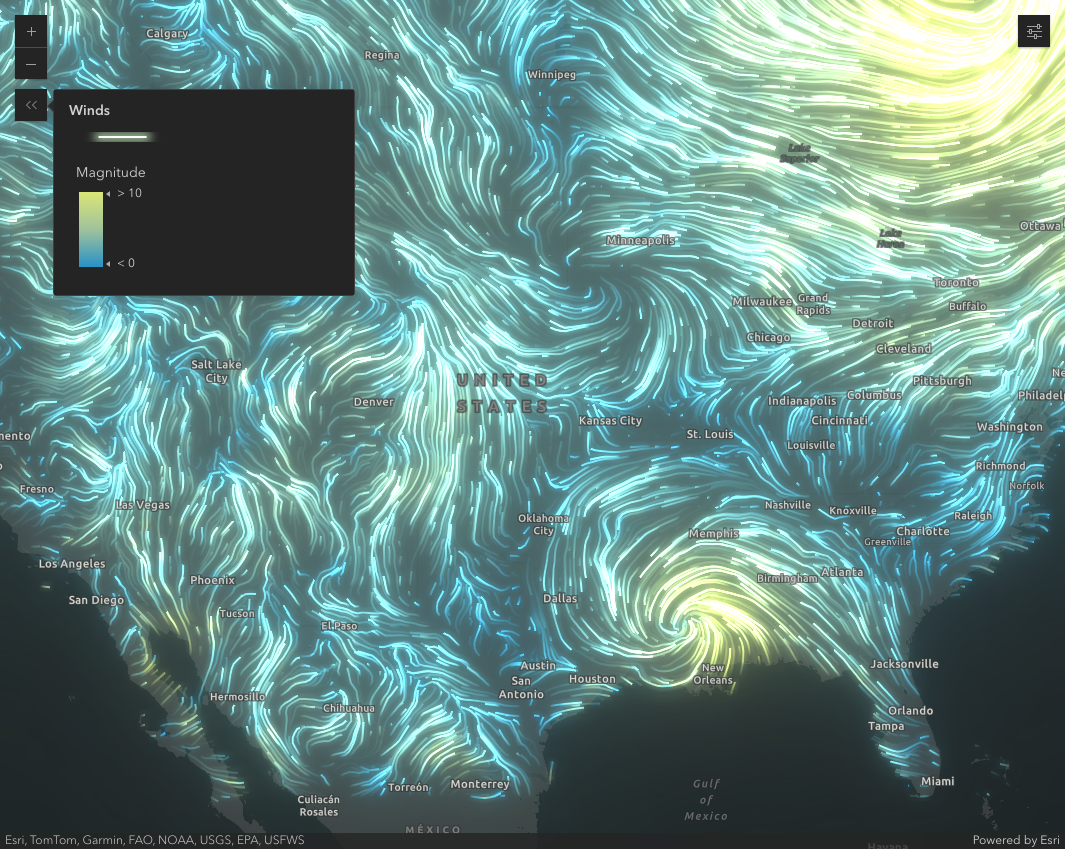 Calgary
Regina
Winnipeg
Winds
Magnitude
> 10
< 0
Lake
Superior
Minneapolis
Lake
Huron
Ottawa
Toronto
Milwaukee
Grand
Rapids
Buffalo
Detroit
Chicago
Cleveland
Salt Lake
City
UNITED
STATES
Denver
Pittsburgh
Ne
Indianapolis
Columbus
Philadelp
Kansas City
Cincinnati
Washington
mento
St. Louis
Louisville
Richmond
Fresno
Norfolk
Las Vegas
Nashville
Knoxville
Raleigh
Oklahoma
City
Memphis
Charlotte
Greenville
Los Angeles
Phoenix
Birmingham
Atlanta
San Diego
Dallas
Tucson
El Paso
Austin
New
Orleans
Jacksonville
San
Antonio
Houston
Hermosillo
Chihuahua
Orlando
Tampa
Torreón
Monterrey
Gulf
of
Mexico
Miami
Culiacán
Rosales
MÉXICO
Esri, TomTom, Garmin, FAO, NOAA, USGS, EPA, USFWS
Powered by Esri
Havana